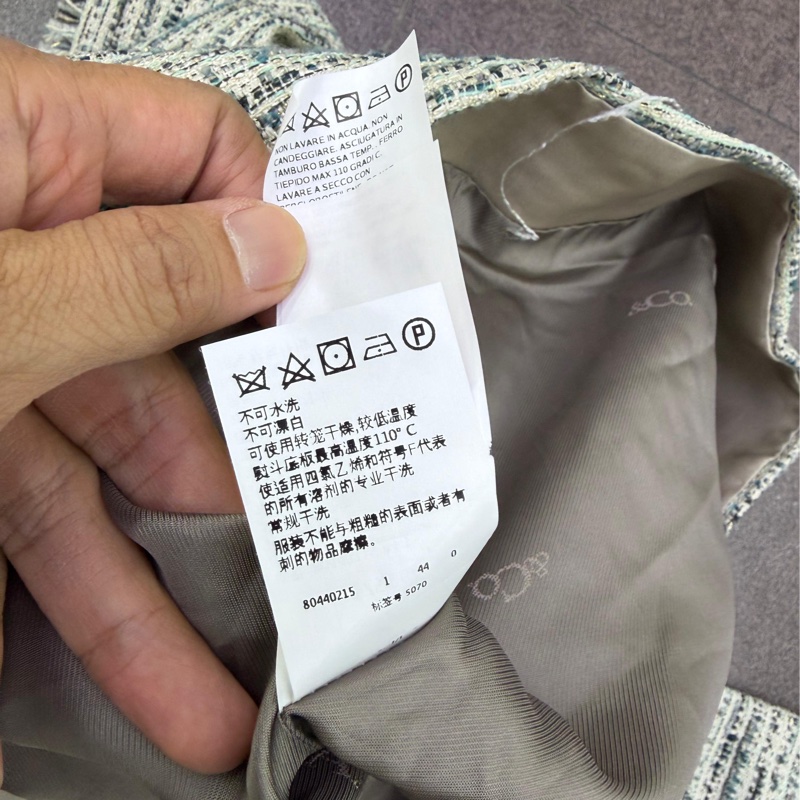 P
NON LAVARE IN ACQUA. NON
CANDEGGIARE. ASCIUGATURA IN
TAMBURO BASSA TEMP.. FERRO
TIEPIDO MAX 110 GRADI C.
LAVARE A SECCO CON
P
不可水洗
不可漂白
可使用转笼干燥,较低温度
熨斗底板最高温度110° C
使适用四氯乙烯和符号F代表
的所有溶剂的专业干洗
常规干洗
服装不能与粗糙的表面或者有
刺的物品摩擦。
80440215 1 44 0
标签号 5070
&Co.
&Co.